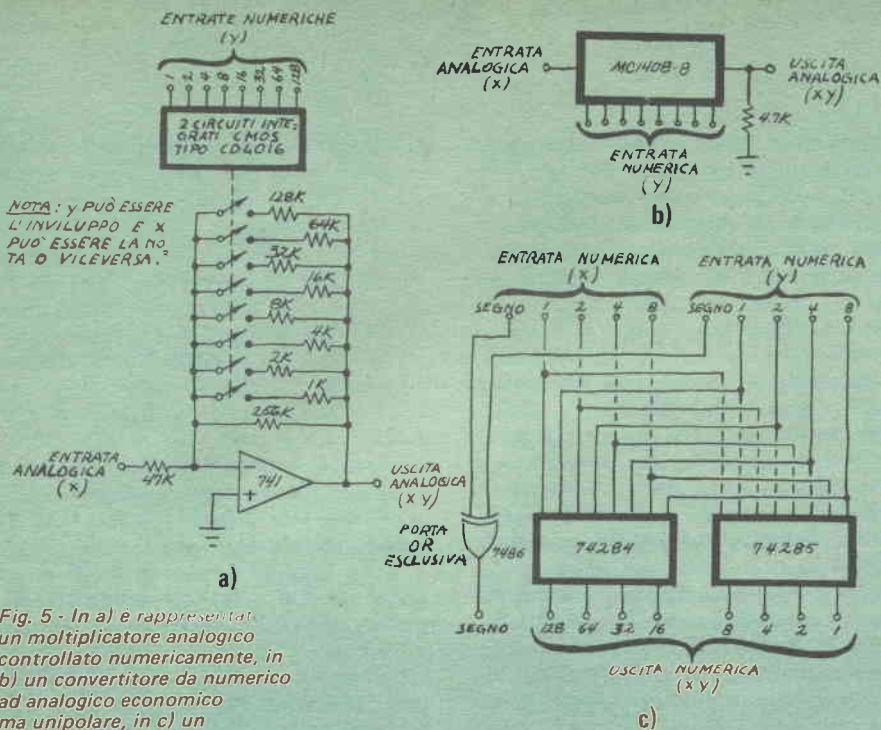 ENTRATE NUMERICHE
(y)
1 2 4 8 16 32 64 128
2 CIRCUITI INTE-
GRATI CMOS
TIPO CD4016
NOTA: y PUÒ ESSERE
L'INVILUPPO E X
PUÒ ESSERE LA NO_
TA O VICEVERSA."
128K
64K
32K
16K
8K
4K
2K
1K
256K
ENTRATA
ANALOGICA
(X)
47K
-
+
741
USCITA
ANALOGICA
(XY)
a)
ENTRATA
ANALOGICA
(X)
MC1408-8
USCITA
ANALOGICA
(XY)
4.7K
ENTRATA
NUMERICA
(Y)
b)
ENTRATA NUMERICA
(X)
ENTRATA NUMERICA
(Y)
SEGNO 1 2 4 8
SEGNO 1 2 4 8
PORTA
OR
ESCLUSIVA
7486
74284
74285
SEGNO
128 64 32 16
8 4 2 1
USCITA NUMERICA
(XY)
c)
Fig. 5 - In a) è rappresentat
un moltiplicatore analogico
controllato numericamente, in
b) un convertitore da numerico
ad analogico economico
ma unipolare, in c) un